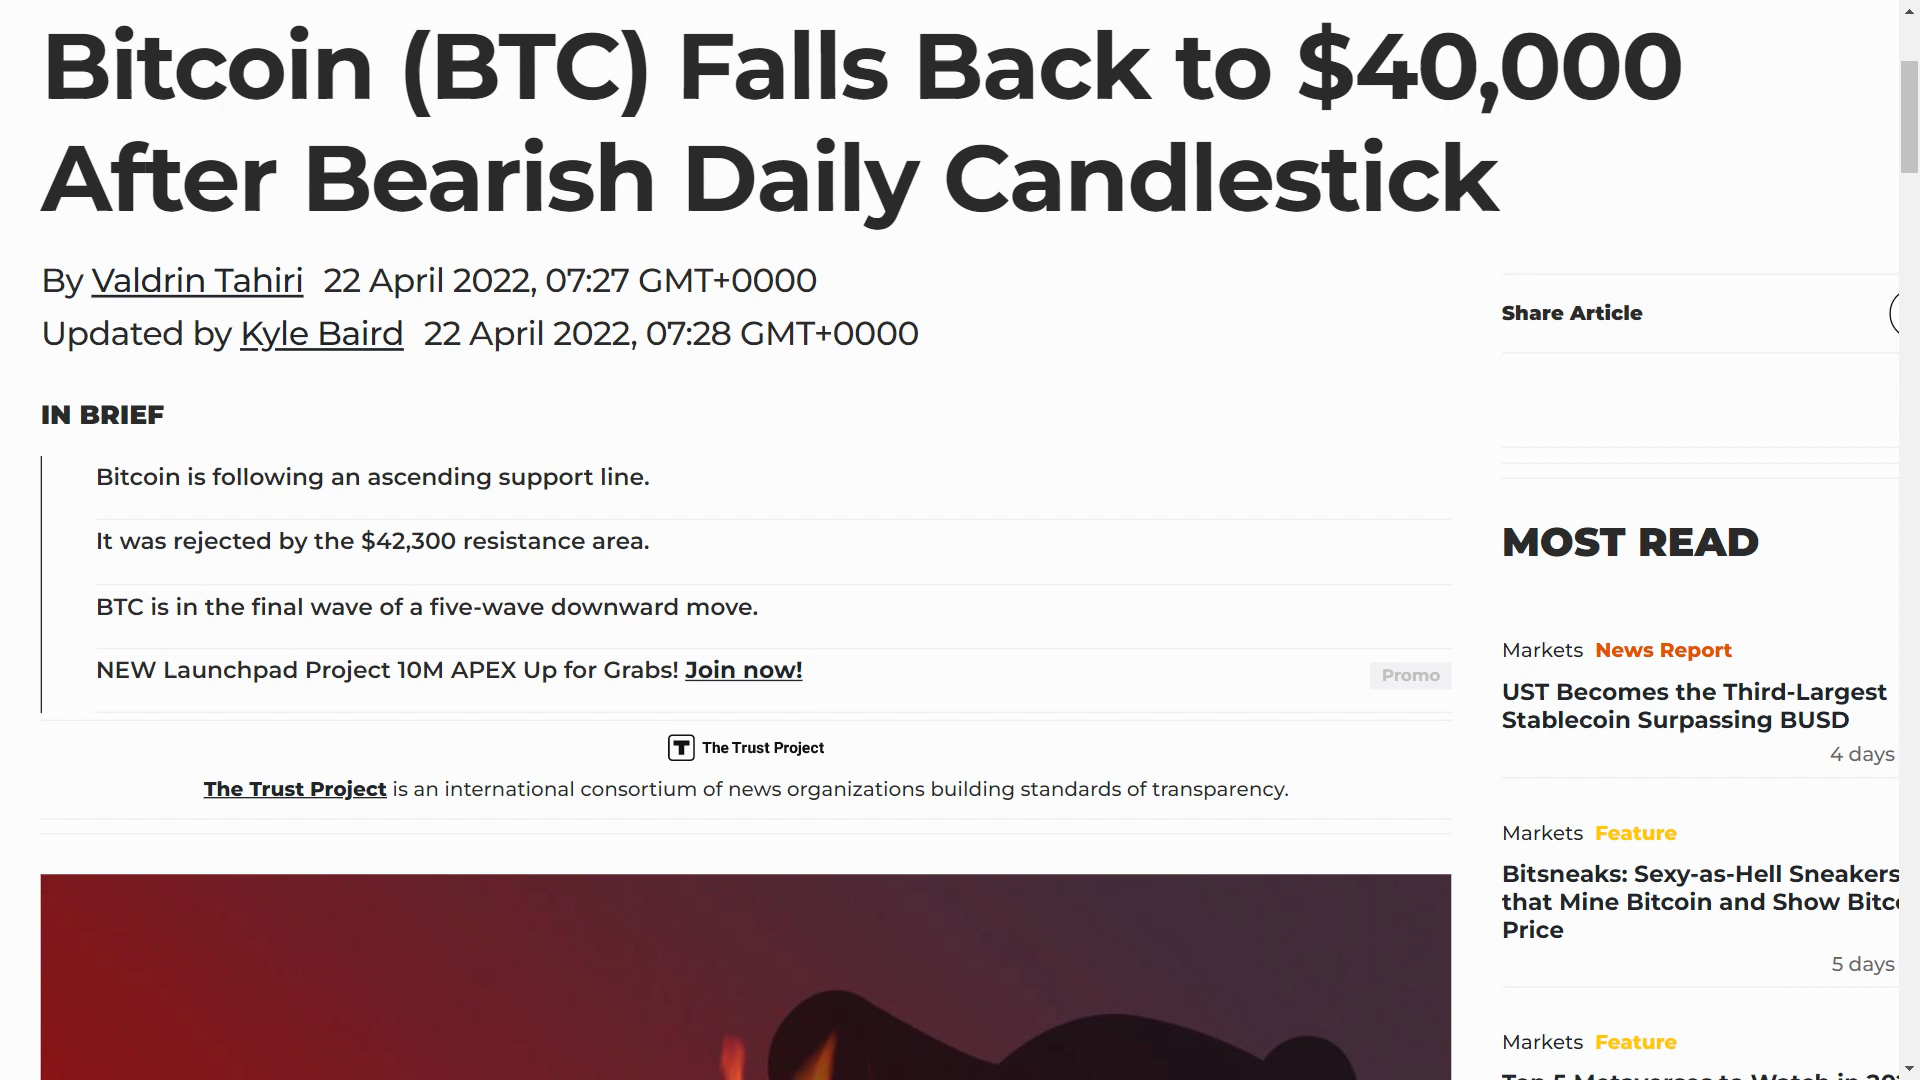 Bitcoin (BTC) Falls Back to $40,000
After Bearish Daily Candlestick
By Valdrin Tahiri 22 April 2022, 07:27 GMT+0000
Updated by Kyle Baird 22 April 2022, 07:28 GMT+0000
IN BRIEF
Bitcoin is following an ascending support line.
It was rejected by the $42,300 resistance area.
BTC is in the final wave of a five-wave downward move.
NEW Launchpad Project 10M APEX Up for Grabs! Join now!
Promo
T The Trust Project
The Trust Project is an international consortium of news organizations building standards of transparency.
Share Article
MOST READ
Markets News Report
UST Becomes the Third-Largest
Stablecoin Surpassing BUSD
4 days
Markets Feature
Bitsneaks: Sexy-as-Hell Sneakers
that Mine Bitcoin and Show
Price
5 days
Markets Feature
Top 5 Metaverses to Watch in